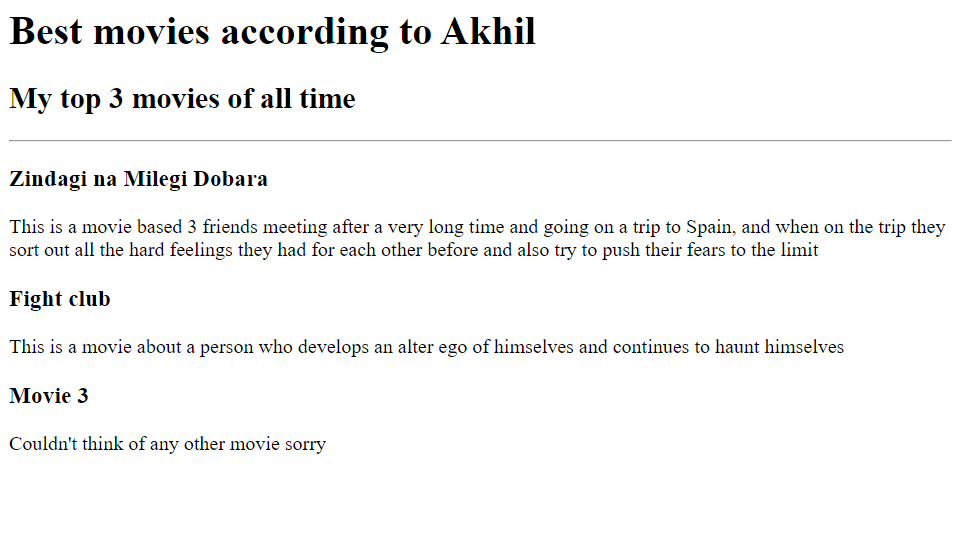 Best movies according to Akhil
My top 3 movies of all time
Zindagi na Milegi Dobara
This is a movie based 3 friends meeting after a very long time and going on a trip to Spain, and when on the trip they
sort out all the hard feelings they had for each other before and also try to push their fears to the limit
Fight club
This is a movie about a person who develops an alter ego of himselves and continues to haunt himselves
Movie 3
Couldn't think of any other movie sorry